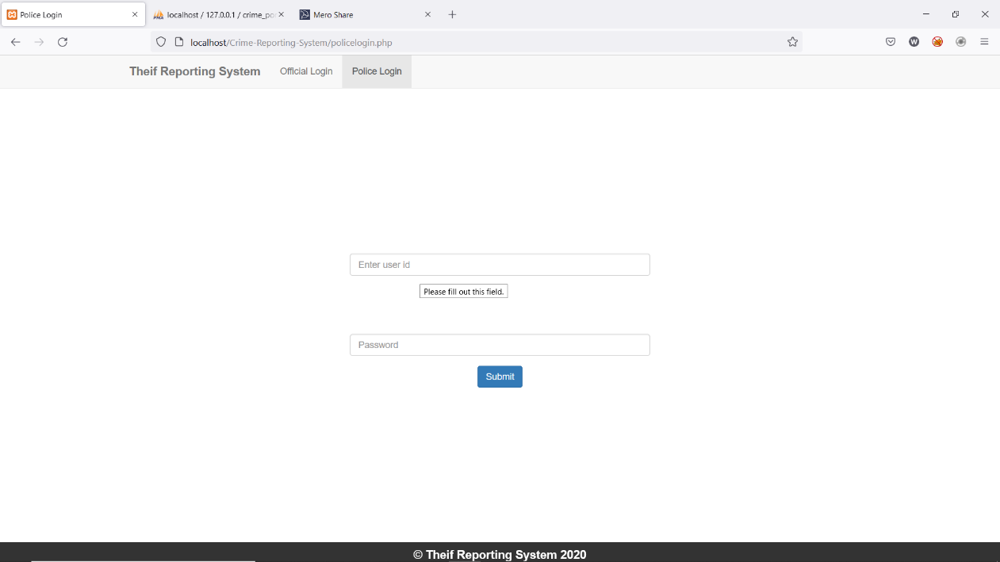 Police Login
localhost / 127.0.0.1 / crime_po
Mero Share
localhost/Crime-Reporting-System/policelogin.php
W
Theif Reporting System
Official Login
Police Login
Enter user id
Please fill out this field.
Password
Submit
© Theif Reporting System 2020